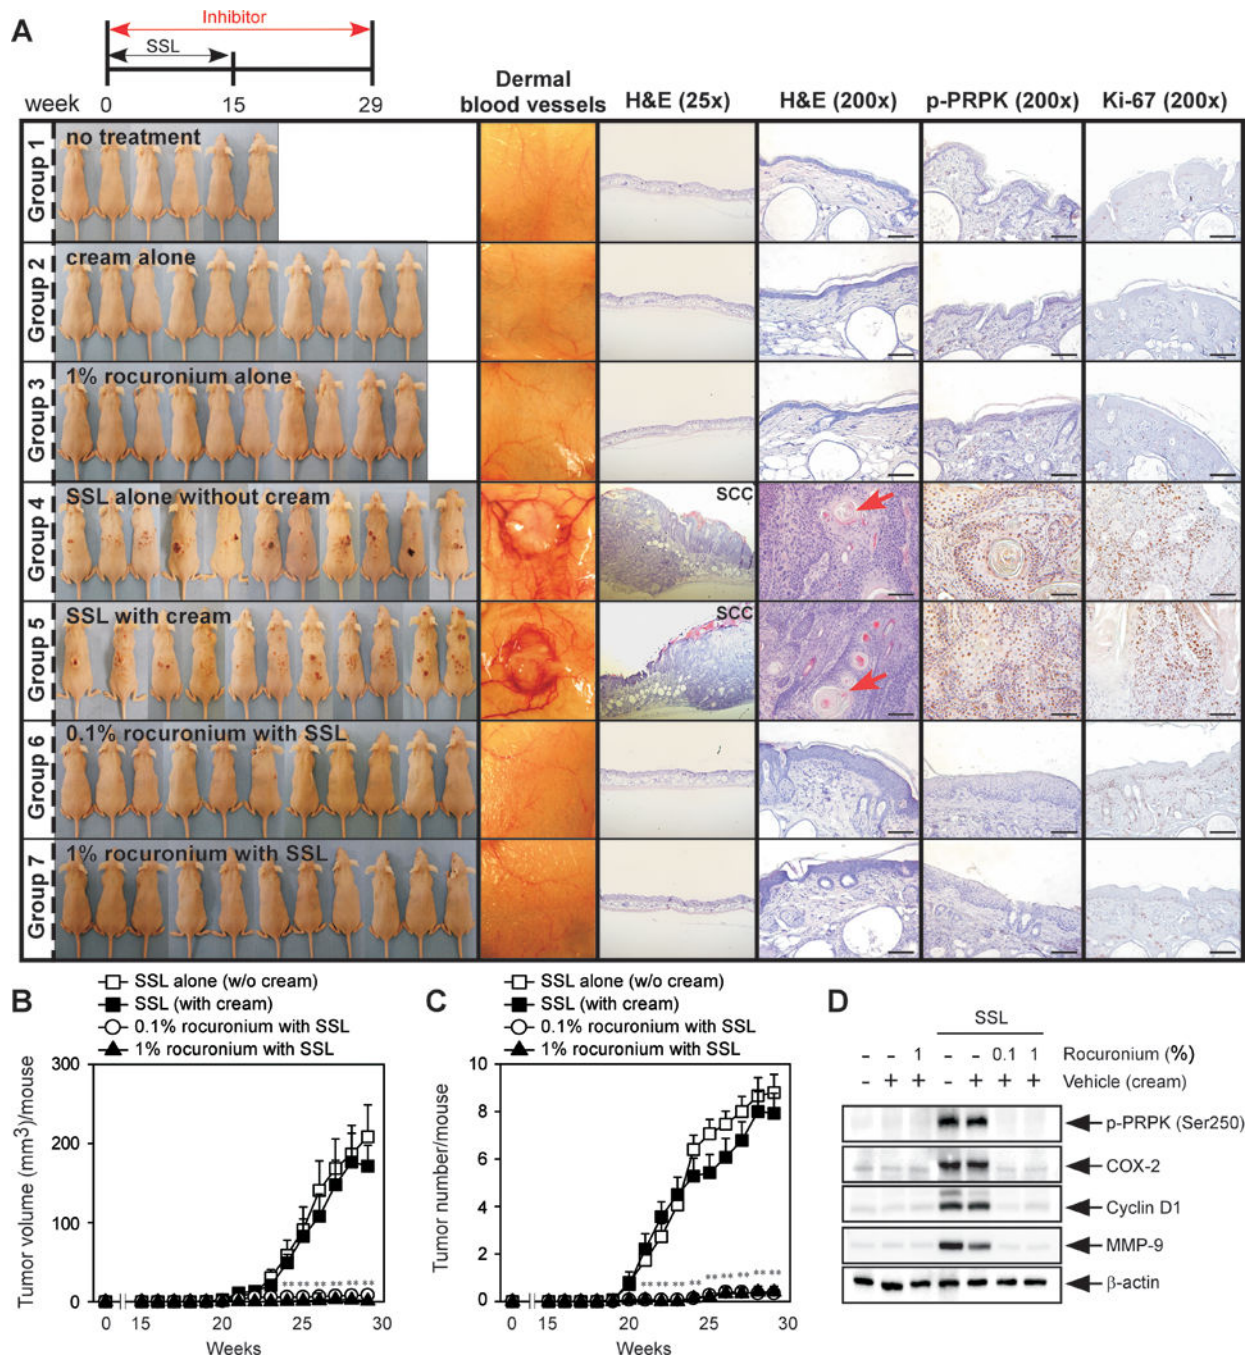 A
Inhibitor
SSL
week 0 15 29
Dermal blood vessels
H&E (25x)
H&E (200x)
p-PRPK (200x)
Ki-67 (200x)
Group 1
no treatment
Group 2
cream alone
Group 3
1% rocuronium alone
Group 4
SSL alone without cream
SCC
Group 5
SSL with cream
SCC
Group 6
0.1% rocuronium with SSL
Group 7
1% rocuronium with SSL
B
SSL alone (w/o cream)
SSL (with cream)
0.1% rocuronium with SSL
1% rocuronium with SSL
Tumor volume (mm3)/mouse
300
200
100
0
0 15 20 25 30
Weeks
C
SSL alone (w/o cream)
SSL (with cream)
0.1% rocuronium with SSL
1% rocuronium with SSL
Tumor number/mouse
10
8
6
4
2
0
0 15 20 25 30
Weeks
D
SSL
- - 1 - - 0.1 1 Rocuronium (%)
- + + - + + + Vehicle (cream)
p-PRPK (Ser250)
COX-2
Cyclin D1
MMP-9
β-actin